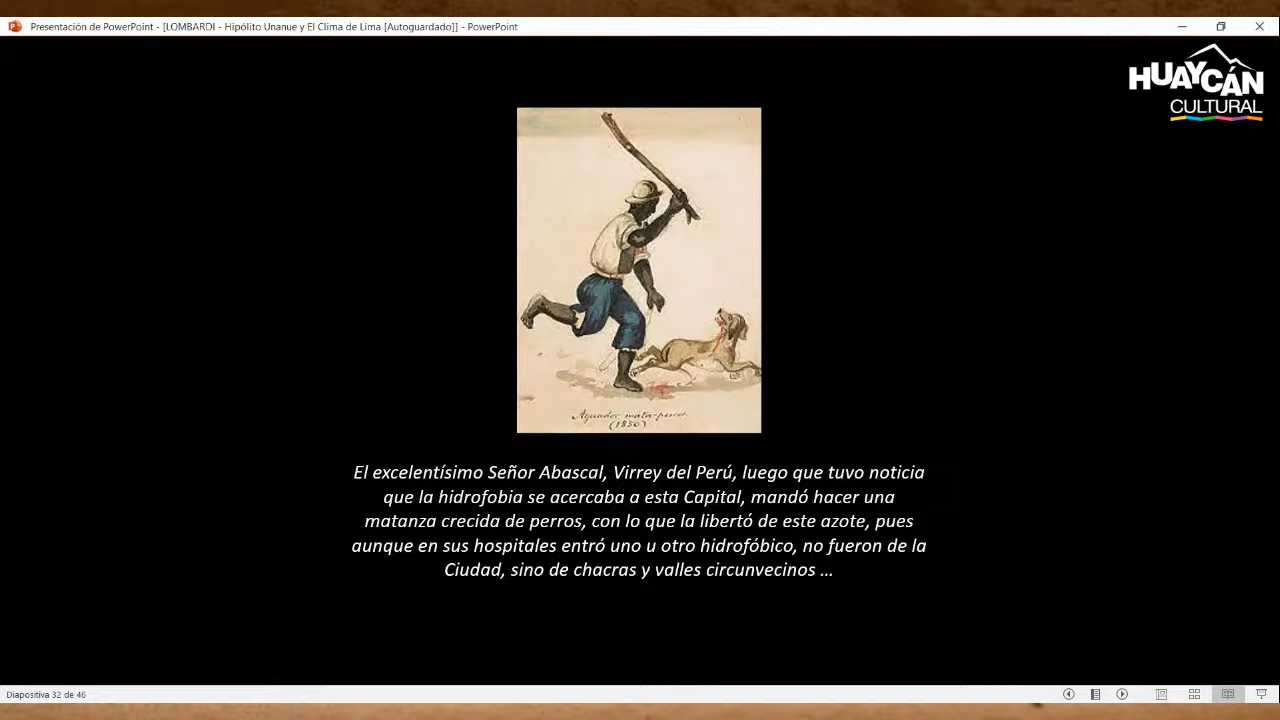 Presentación de PowerPoint - [LOMBARDI - Hipólito Unanue y El Clima de Lima [Autoguardado]] - PowerPoint
HUAYCÁN
CULTURAL
Aguador mata-perros.
(1850)
El excelentísimo Señor Abascal, Virrey del Perú, luego que tuvo noticia
que la hidrofobia se acercaba a esta Capital, mandó hacer una
matanza crecida de perros, con lo que la libertó de este azote, pues
aunque en sus hospitales entró uno u otro hidrofóbico, no fueron de la
Ciudad, sino de chacras y valles circunvecinos ...
Diapositiva 32 de 46